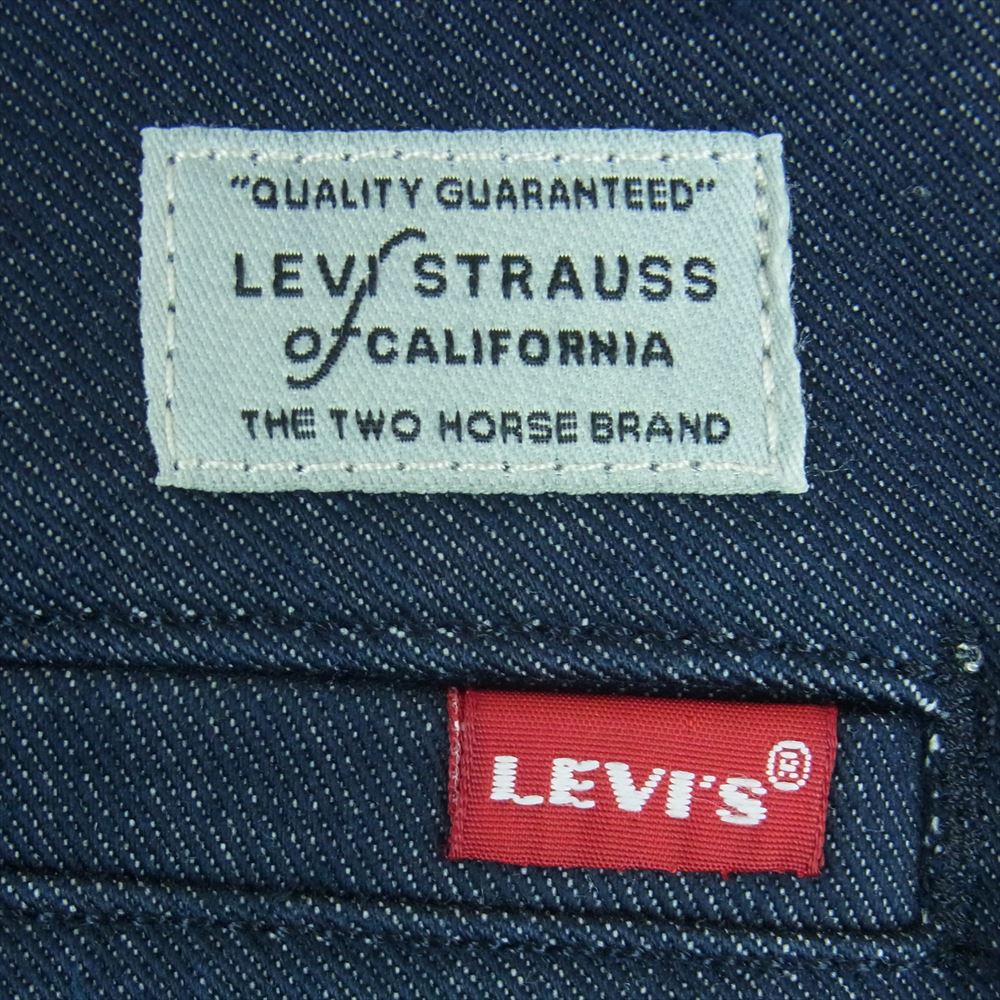 "QUALITY GUARANTEED"
LEVI STRAUSS
of CALIFORNIA
THE TWO HORSE BRAND
LEVI'S®